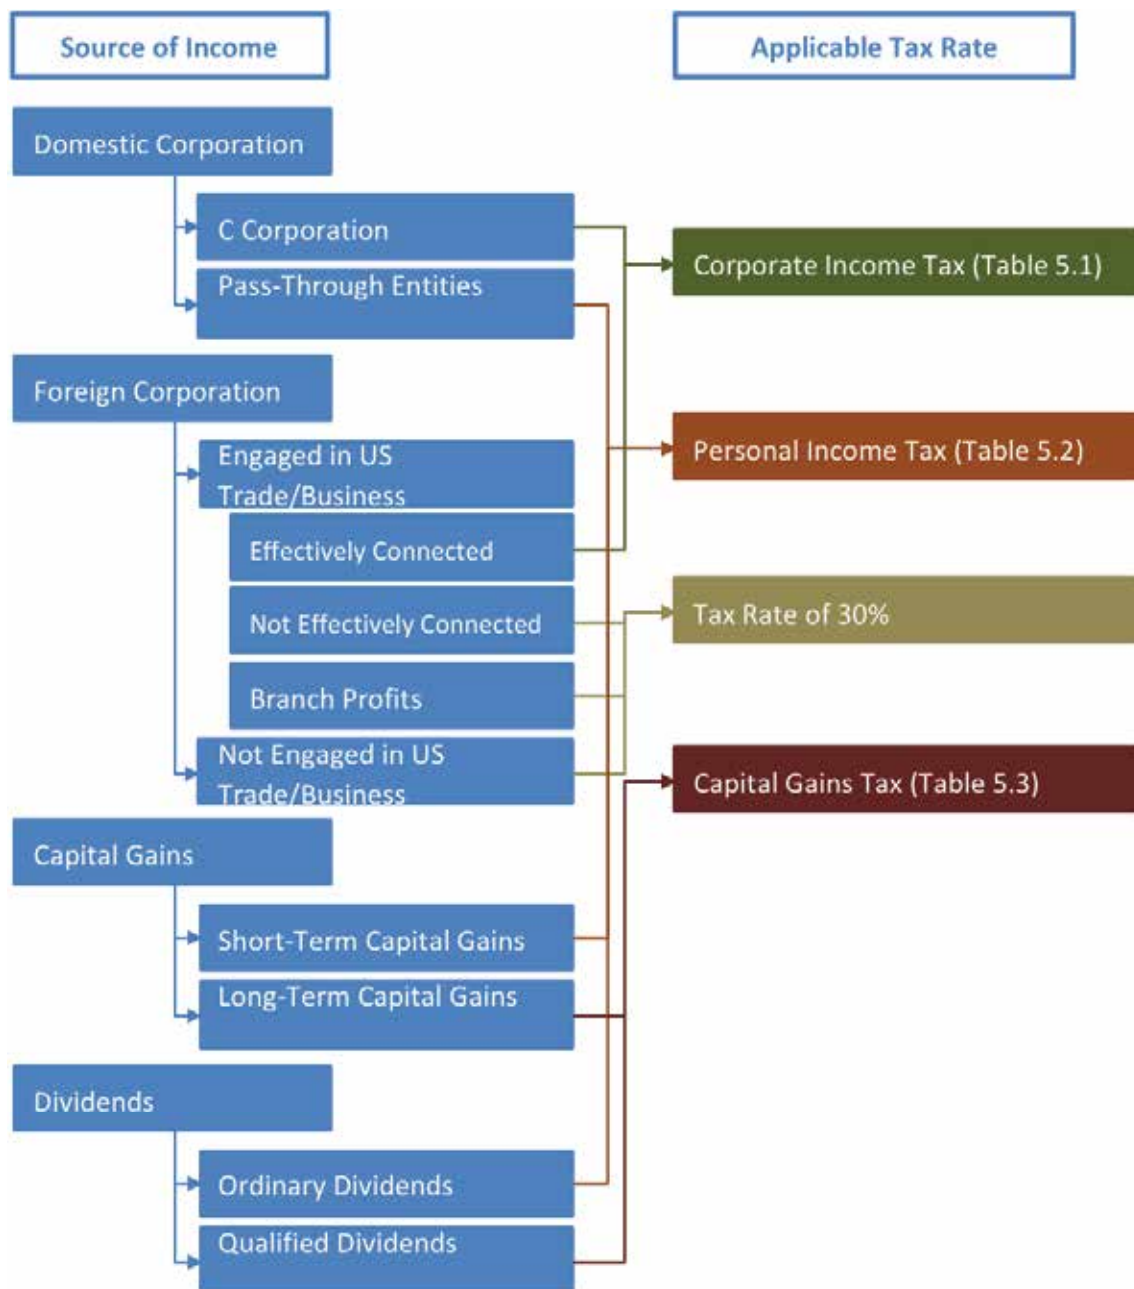 Source of Income
Applicable Tax Rate
Domestic Corporation
C Corporation
Pass-Through Entities
Corporate Income Tax (Table 5.1)
Foreign Corporation
Engaged in US
Trade/Business
Personal Income Tax (Table 5.2)
Effectively Connected
Not Effectively Connected
Tax Rate of 30%
Branch Profits
Not Engaged in US
Trade/Business
Capital Gains Tax (Table 5.3)
Capital Gains
Short-Term Capital Gains
Long-Term Capital Gains
Dividends
Ordinary Dividends
Qualified Dividends